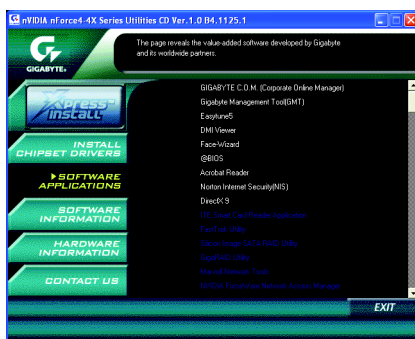 nVIDIA nForce4-4X Series Utilities CD Ver.1.0 B4.1125.1
GIGABYTE
The page reveals the value-added software developed by Gigabyte
and its worldwide partners.
Xpress-
Install
INSTALL
CHIPSET DRIVERS
SOFTWARE
APPLICATIONS
SOFTWARE
INFORMATION
HARDWARE
INFORMATION
CONTACT US
GIGABYTE C.O.M. (Corporate Online Manager)
Gigabyte Management Tool(GMT)
Easytune5
DMI Viewer
Face-Wizard
@BIOS
Acrobat Reader
Norton Internet Security(NIS)
DirectX 9
Utility
EXIT